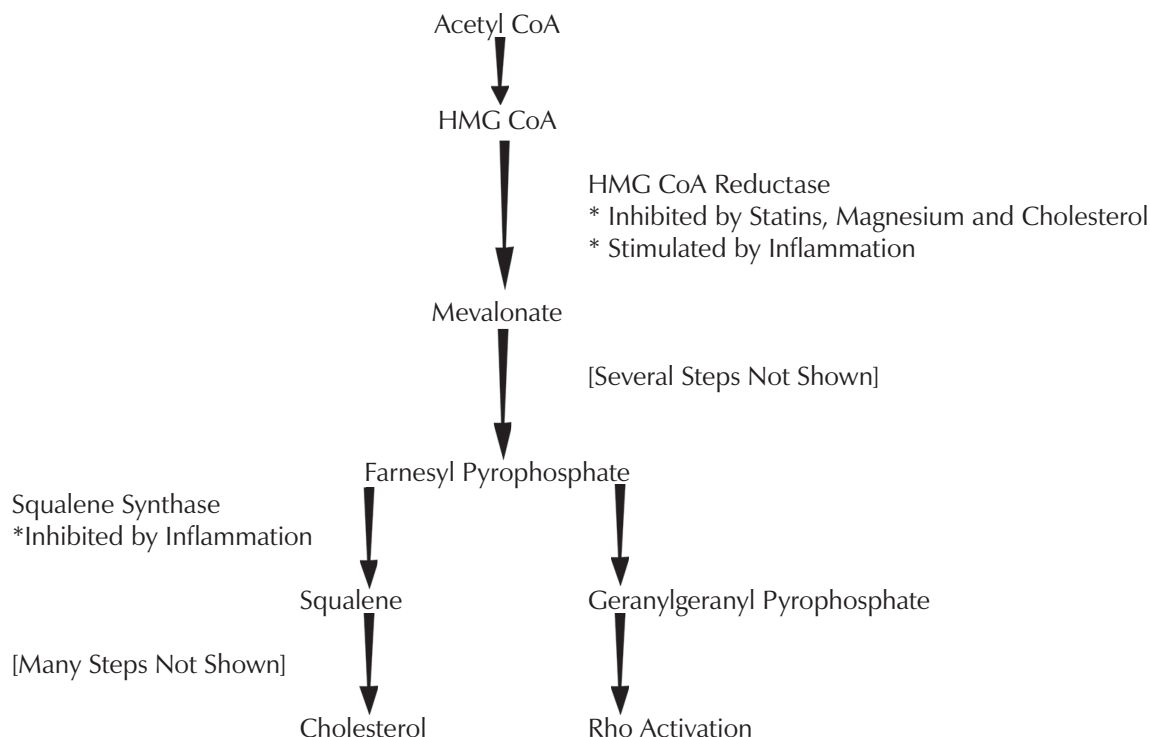 Acetyl CoA
HMG CoA
HMG CoA Reductase
* Inhibited by Statins, Magnesium and Cholesterol
* Stimulated by Inflammation
Mevalonate
[Several Steps Not Shown]
Farnesyl Pyrophosphate
Squalene Synthase
*Inhibited by Inflammation
Squalene
Geranylgeranyl Pyrophosphate
[Many Steps Not Shown]
Cholesterol
Rho Activation